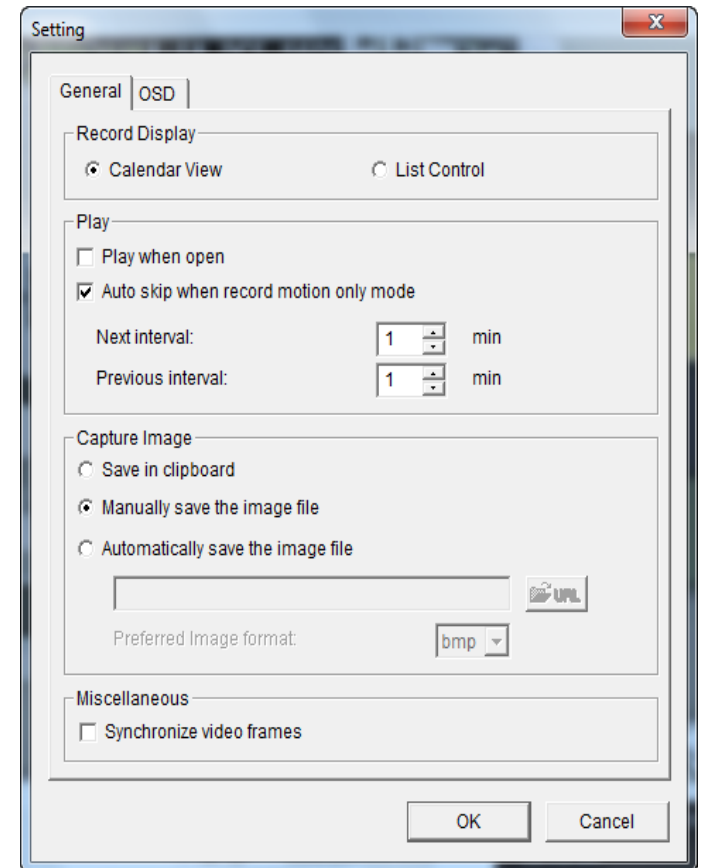 Setting
General OSD
Record Display
Calendar View List Control
Play
Play when open
Auto skip when record motion only mode
Next interval: 1 min
Previous interval: 1 min
Capture Image
Save in clipboard
Manually save the image file
Automatically save the image file
URL
Preferred Image format: bmp
Miscellaneous
Synchronize video frames
OK Cancel